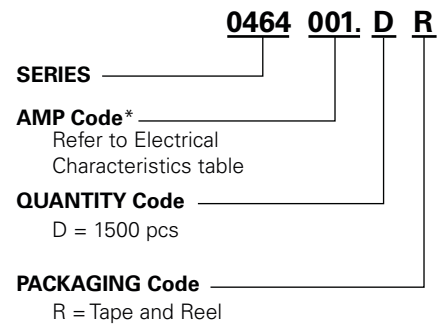 0464 001. D R
SERIES
AMP Code*
Refer to Electrical
Characteristics table
QUANTITY Code
D = 1500 pcs
PACKAGING Code
R = Tape and Reel